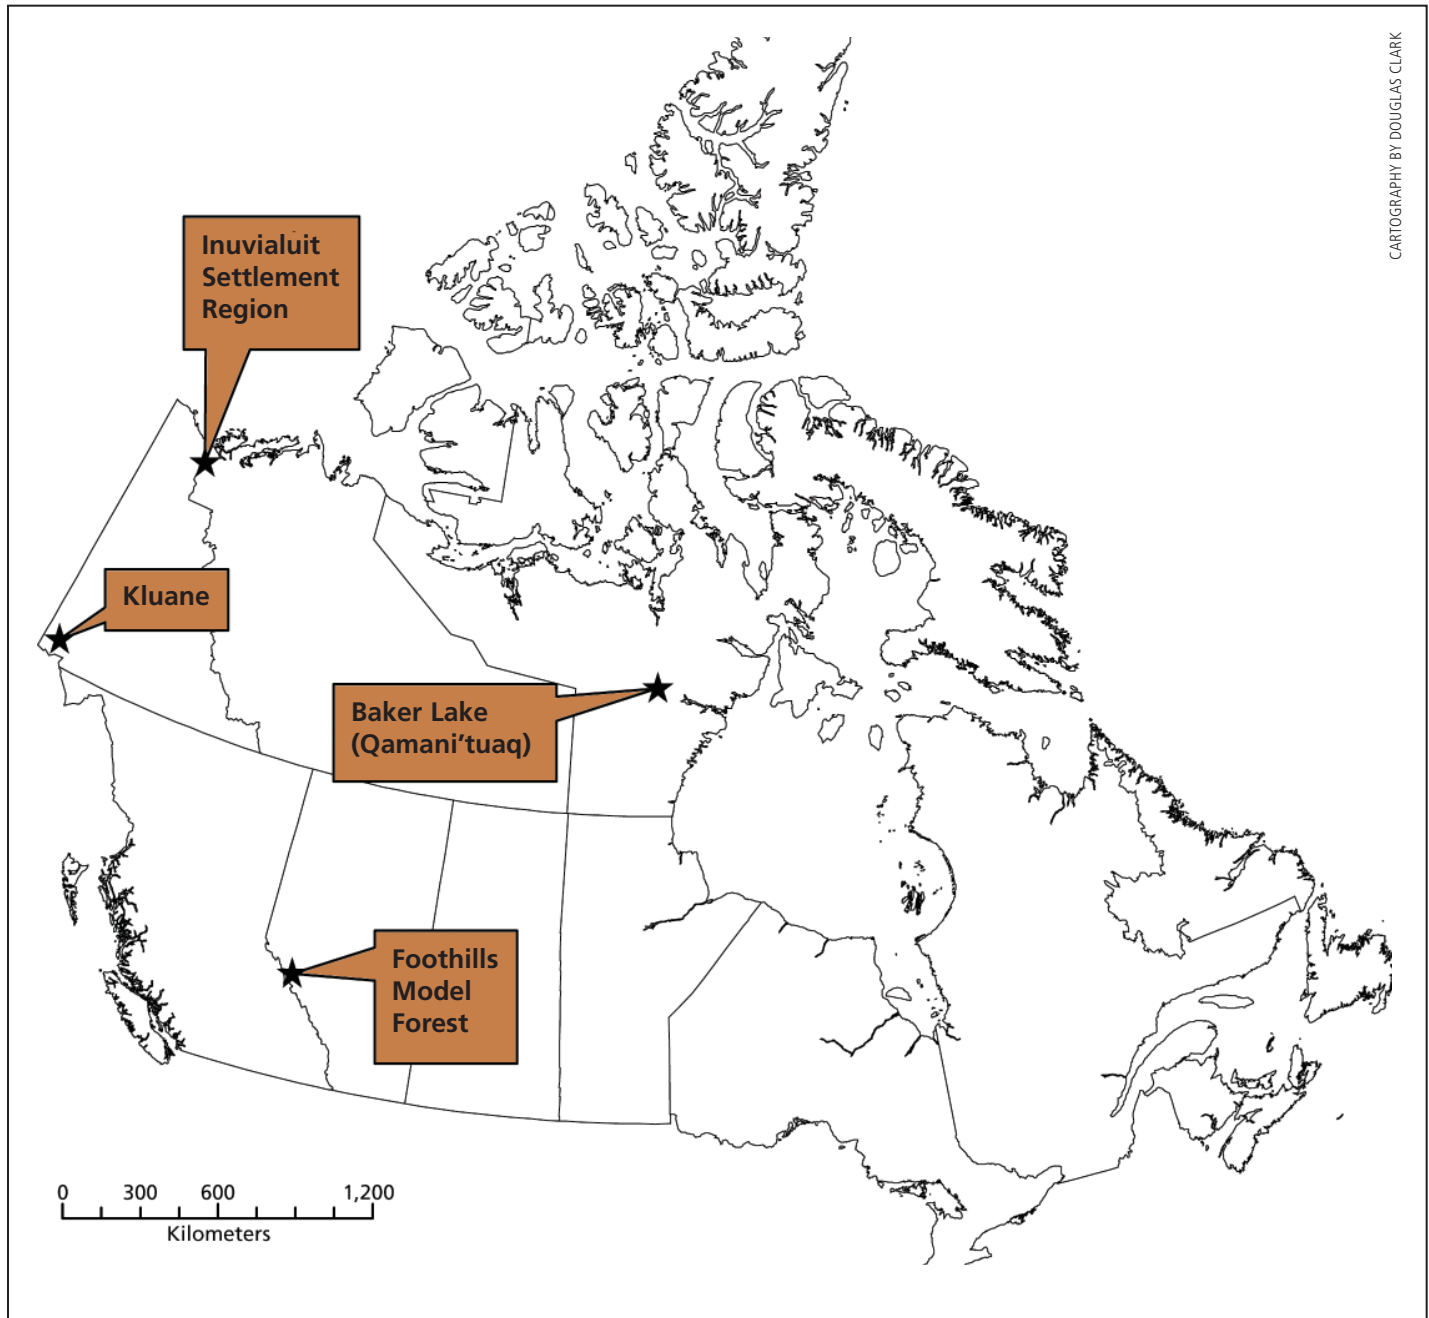 CARTOGRAPHY BY DOUGLAS CLARK
Inuvialuit
Settlement
Region
Kluane
Baker Lake
(Qamani'tuaq)
Foothills
Model
Forest
0 300 600 1,200
Kilometers